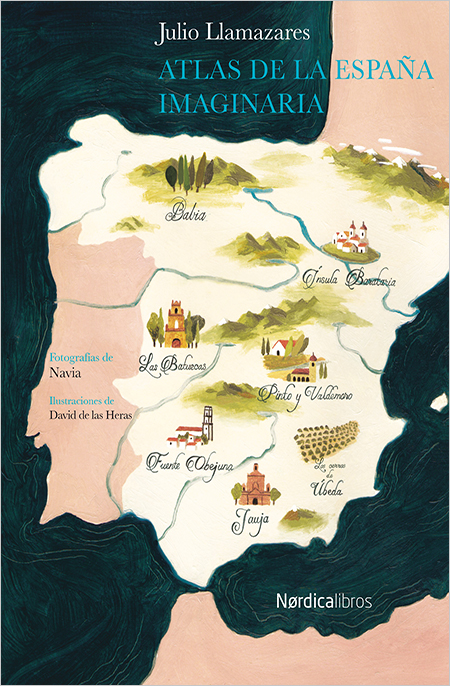 Julio Llamazares
ATLAS DE LA ESPAÑA
IMAGINARIA
Babia
Ínsula Barataria
Las Batuecas
Fotografías de
Navia
Pinto y Valdemoro
Ilustraciones de
David de las Heras
Fuente Obejuna
Los cerros
de
Úbeda
Jauja
Nørdicalibros